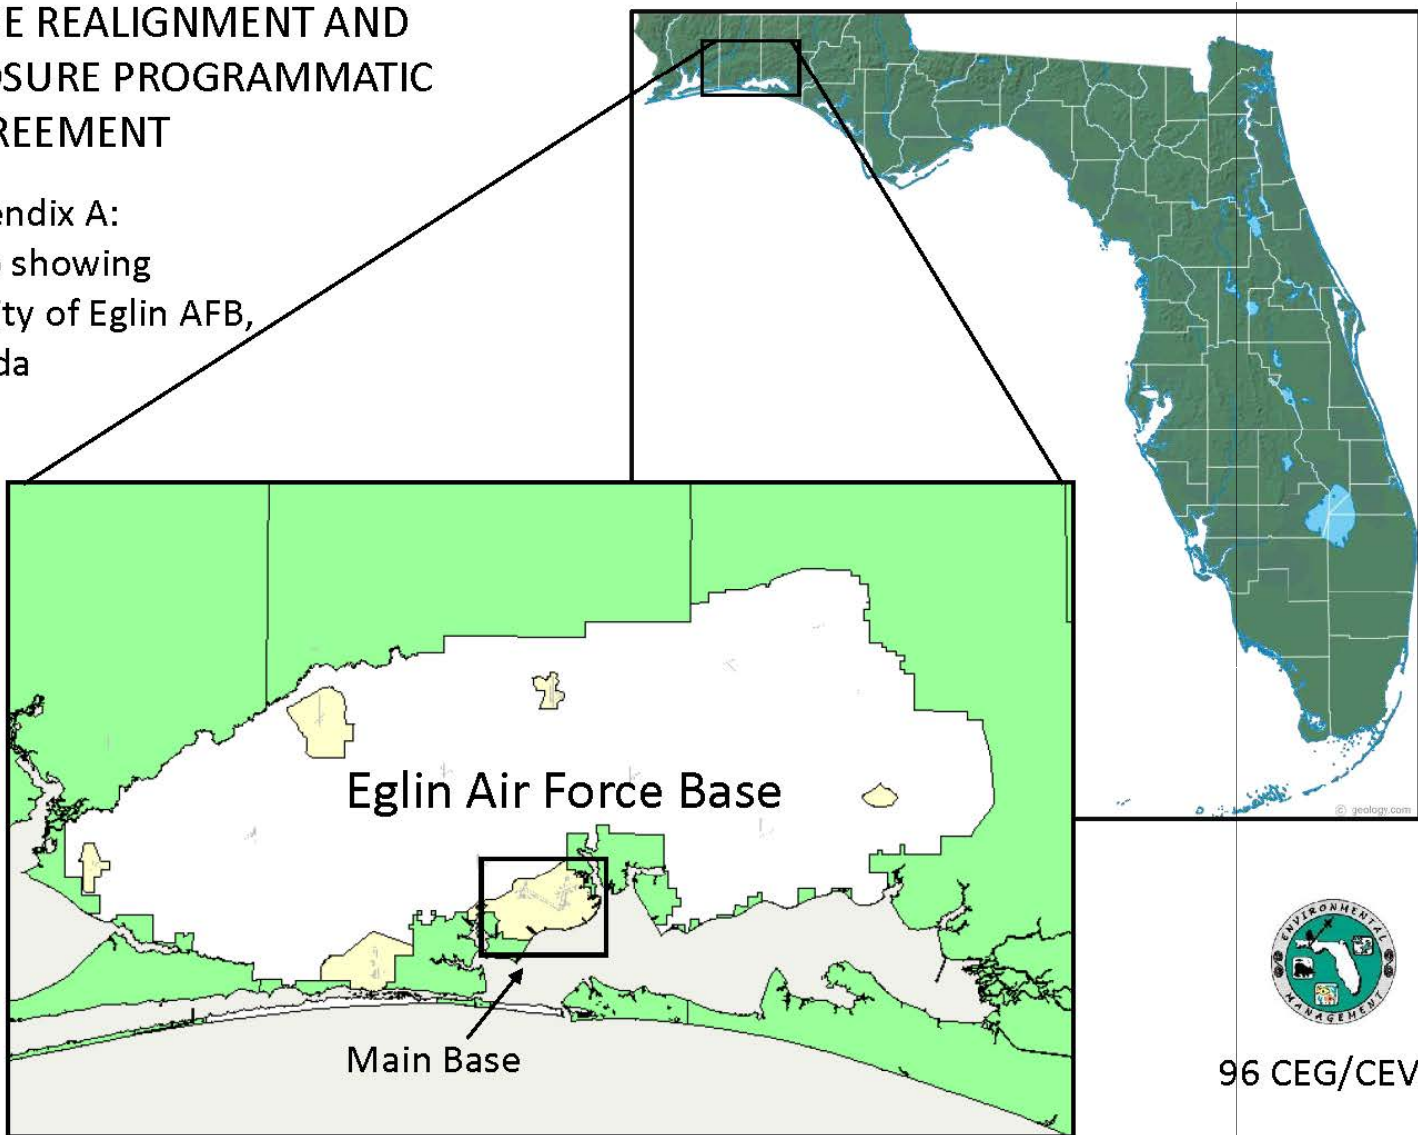 E REALIGNMENT AND
OSURE PROGRAMMATIC
REEMENT
endix A:
showing
ity of Eglin AFB,
da
© geology.com
Eglin Air Force Base
Main Base
ENVIRONMENTAL
MANAGEMENT
96 CEG/CEV